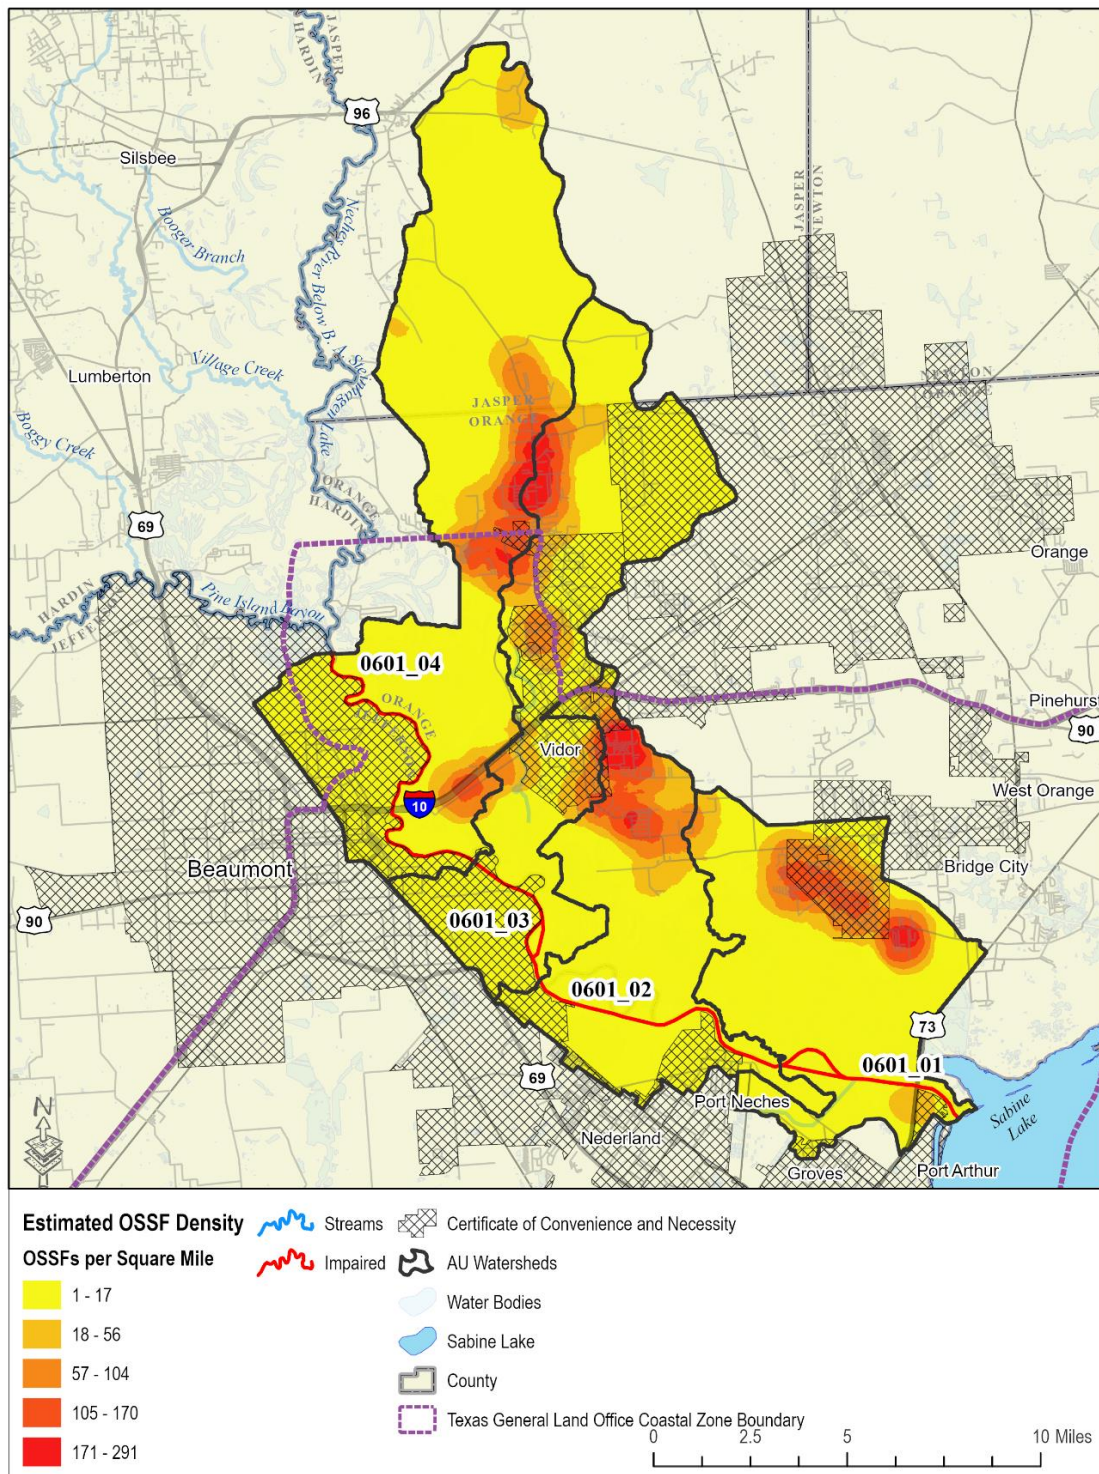 JASPER
HARDIN
96
Silsbee
Booger Branch
JASPER
NEWTON
Neches River Below B. A. Steinhagen Lake
Village Creek
Lumberton
NEWTON
ORANGE
JASPER
ORANGE
Boggy Creek
ORANGE
HARDIN
69
Orange
HARDIN
JEFFERSON
Pine Island Bayou
0601_04
ORANGE
JEFFERSON
Pinehurst
90
Vidor
West Orange
10
Beaumont
Bridge City
90
0601_03
0601_02
73
0601_01
69
Port Neches
Sabine
Lake
N
Nederland
Groves
Port Arthur
Estimated OSSF Density
OSSFs per Square Mile
1 - 17
18 - 56
57 - 104
105 - 170
171 - 291
Streams
Impaired
Certificate of Convenience and Necessity
AU Watersheds
Water Bodies
Sabine Lake
County
Texas General Land Office Coastal Zone Boundary
0 2.5 5 10 Miles